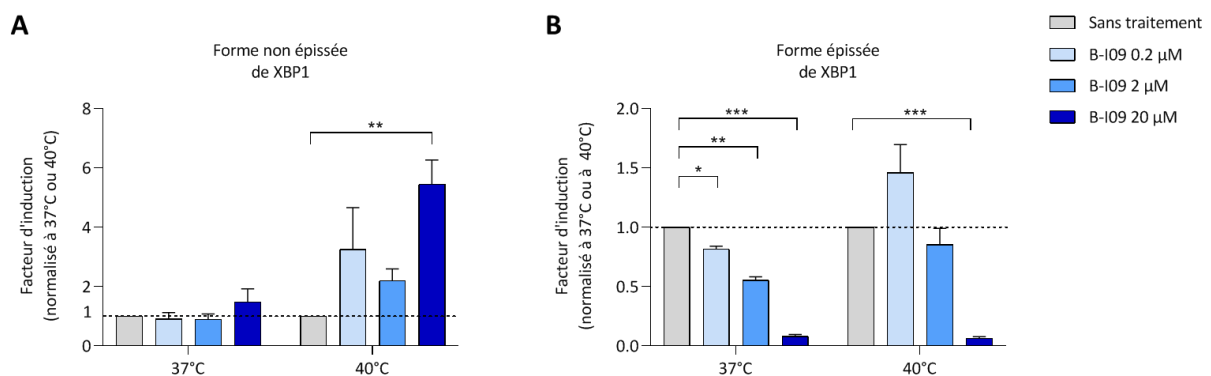 A
Forme non épissée
de XBP1
Facteur d'induction
(normalisé à 37°C ou 40°C)
8
6
4
2
1
0
**
37°C
40°C
B
Forme épissée
de XBP1
Facteur d'induction
(normalisé à 37°C ou à  40°C)
2.0
1.5
1.0
0.5
0.0
***
**
*
***
37°C
40°C
Sans traitement
B-I09 0.2 µM
B-I09 2 µM
B-I09 20 µM